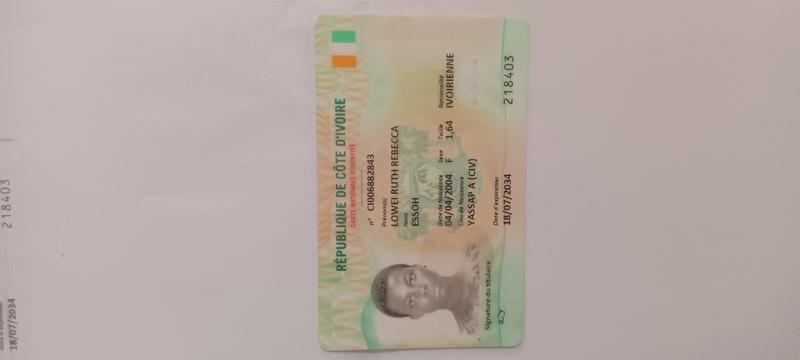 RÉPUBLIQUE DE CÔTE D'IVOIRE
CARTE NATIONALE D'IDENTITÉ
n° CI006882843
Prénom(s)
LOWEI RUTH REBECCA
Nom
ESSOH
Date de Naissance Sexe Taille Nationalité
04/04/2004 F 1,64 IVOIRIENNE
Lieu de Naissance
YASSAP A (CIV)
Date d'expiration
18/07/2034
218403
Signature du titulaire
218403
Date d'expiration
18/07/2034